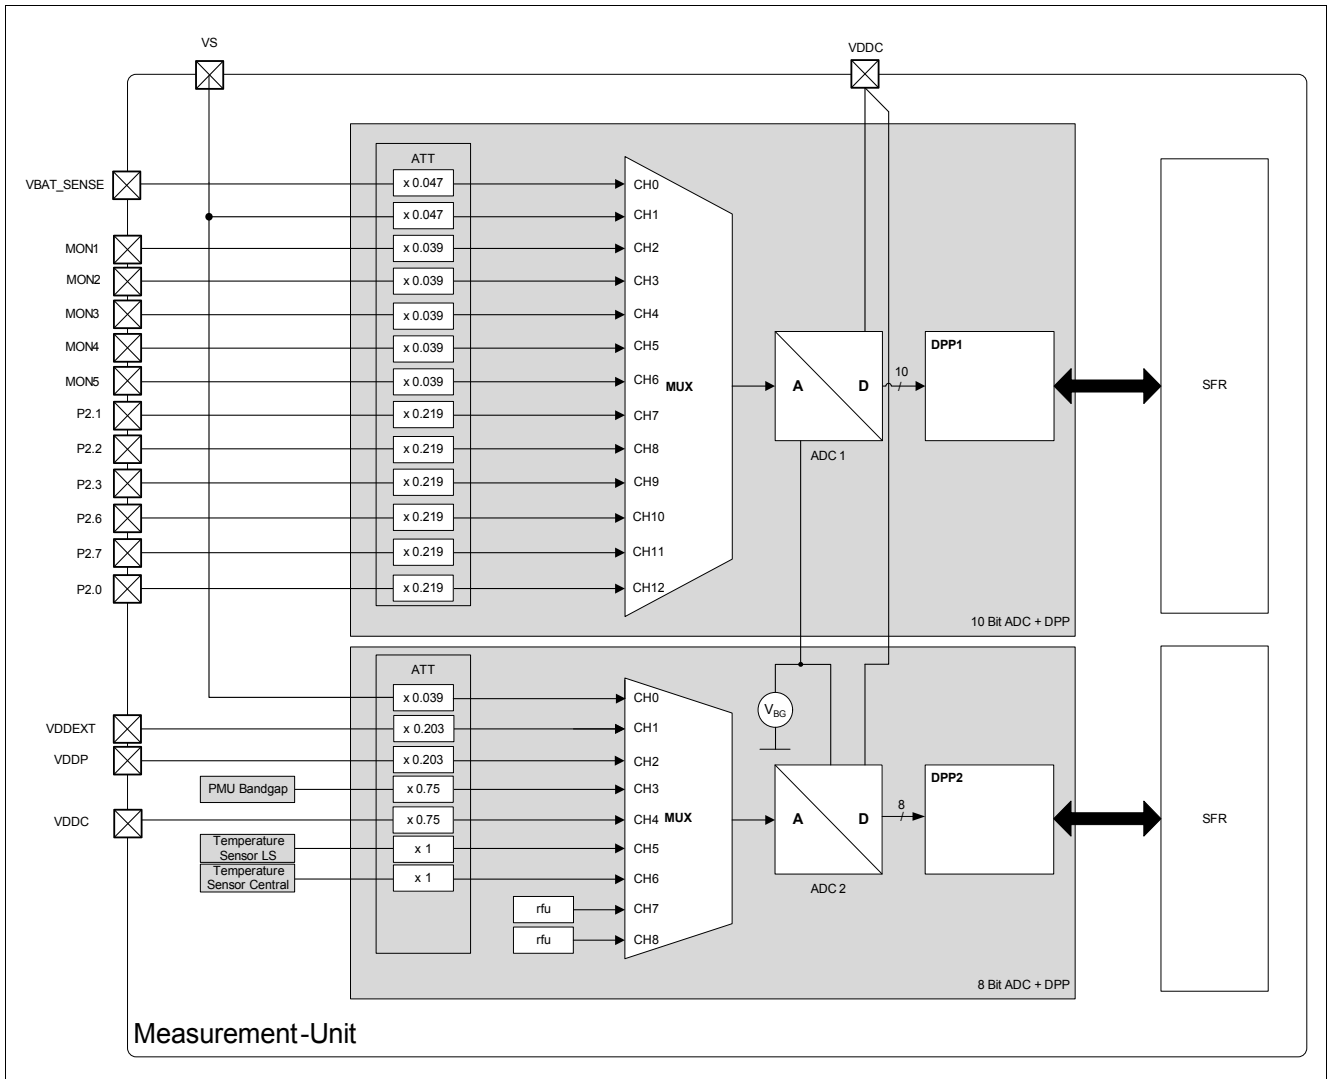 VS
VDDC
ATT
VBAT_SENSE
x 0.047
CH0
x 0.047
CH1
MON1
x 0.039
CH2
MON2
x 0.039
CH3
MON3
x 0.039
CH4
MON4
x 0.039
CH5
MON5
x 0.039
CH6
MUX
P2.1
x 0.219
CH7
P2.2
x 0.219
CH8
P2.3
x 0.219
CH9
P2.6
x 0.219
CH10
P2.7
x 0.219
CH11
P2.0
x 0.219
CH12
A
D
ADC 1
10
DPP1
SFR
10 Bit ADC + DPP
ATT
x 0.039
CH0
VDDEXT
x 0.203
CH1
VDDP
x 0.203
CH2
PMU Bandgap
x 0.75
CH3
VDDC
x 0.75
CH4
MUX
Temperature
Sensor LS
x 1
CH5
Temperature
Sensor Central
x 1
CH6
rfu
CH7
rfu
CH8
VBG
A
D
ADC 2
8
DPP2
SFR
8 Bit ADC + DPP
Measurement-Unit